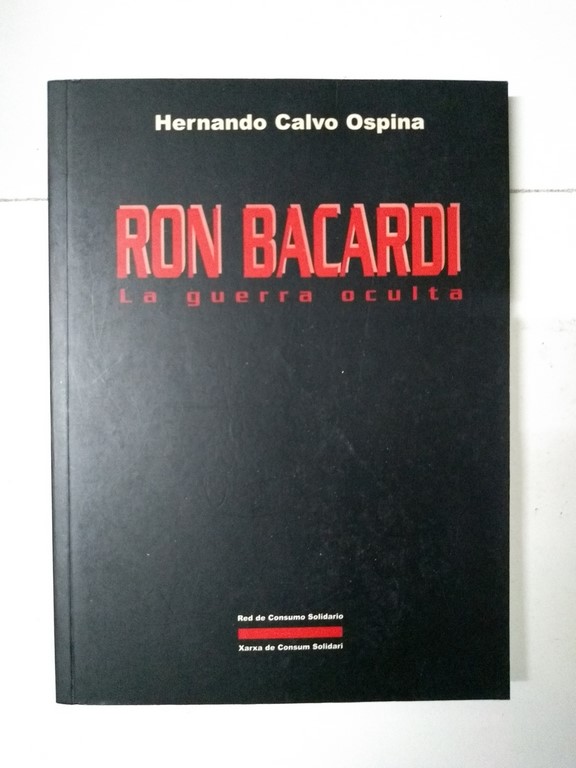 Hernando Calvo Ospina
RON BACARDI
La guerra oculta
Red de Consumo Solidario
Xarxa de Consum Solidari